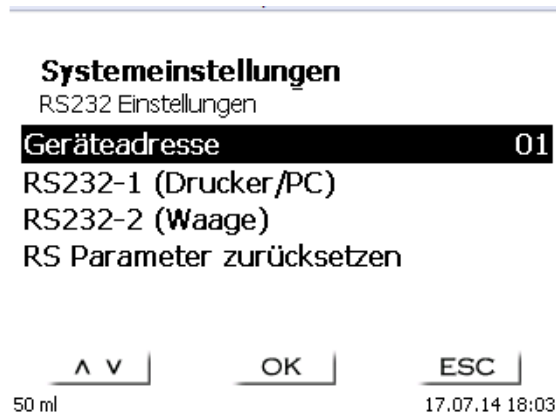 Systemeinstellungen
RS232 Einstellungen
Geräteadresse 01
RS232-1 (Drucker/PC)
RS232-2 (Waage)
RS Parameter zurücksetzen
∧ ∨ OK ESC
50 ml 17.07.14 18:03